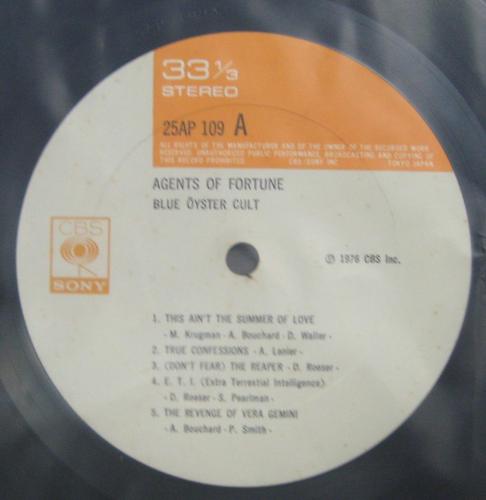 33 1/3
STEREO
25AP 109 A
ALL RIGHTS OF THE MANUFACTURER AND OF THE OWNER OF THE RECORDED WORK
RESERVED. UNAUTHORIZED PUBLIC PERFORMANCE, BROADCASTING AND COPYING OF
THIS RECORD PROHIBITED CBS/SONY INC TOKYO JAPAN
AGENTS OF FORTUNE
BLUE ÖYSTER CULT
CBS
SONY
Ⓟ 1976 CBS Inc.
1. THIS AIN'T THE SUMMER OF LOVE
- M. Krugman - A. Bouchard - D. Waller -
2. TRUE CONFESSIONS - A. Lanier -
3. (DON'T FEAR) THE REAPER - D. Roeser -
4. E. T. I. (Extra Terrestial Intelligence)
- D. Roeser - S. Pearlman -
5. THE REVENGE OF VERA GEMINI
- A. Bouchard - P. Smith -